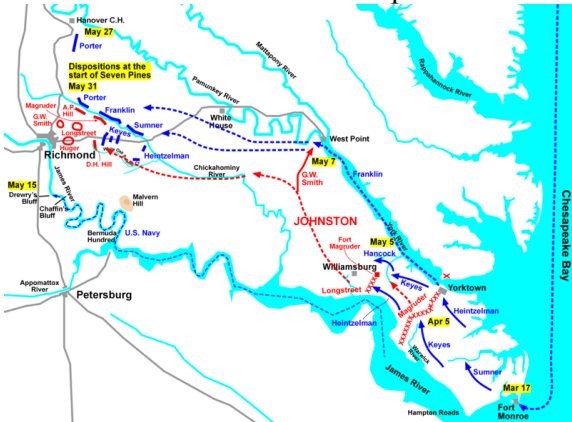 Hanover C.H.
May 27
Porter
Dispositions at the
start of Seven Pines
May 31
Mattapony River
Pamunkey River
Rappahannock River
Chesapeake Bay
Magruder
A.P.
Hill
G.W.
Smith
Longstreet
Huger
Richmond
Porter
Franklin
Sumner
Keyes
Heintzelman
D.H. Hill
White
House
West Point
May 7
Franklin
G.W.
Smith
Chickahominy
River
May 15
Drewry's
Bluff
Chaffin's
Bluff
James River
Malvern
Hill
Bermuda
Hundred
U.S. Navy
JOHNSTON
Fort
Magruder
May 5
Hancock
York River
Williamsburg
Keyes
Yorktown
Longstreet
Magruder
Heintzelman
Apr 5
Heintzelman
Keyes
Warwick
River
Sumner
Mar 17
Fort
Monroe
James River
Hampton Roads
Appomattox
River
Petersburg